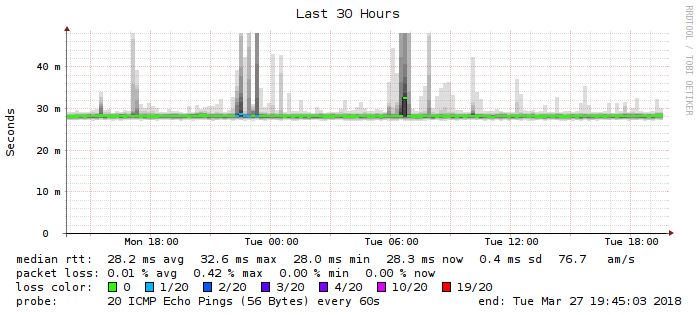 Last 30 Hours
RRDTOOL / TOBI OETIKER
Seconds
40 m
30 m
20 m
10 m
0
Mon 18:00 Tue 00:00 Tue 06:00 Tue 12:00 Tue 18:00
median rtt: 28.2 ms avg 32.6 ms max 28.0 ms min 28.3 ms now 0.4 ms sd 76.7 am/s
packet loss: 0.01 % avg 0.42 % max 0.00 % min 0.00 % now
loss color: 0 1/20 2/20 3/20 4/20 10/20 19/20
probe: 20 ICMP Echo Pings (56 Bytes) every 60s end: Tue Mar 27 19:45:03 2018